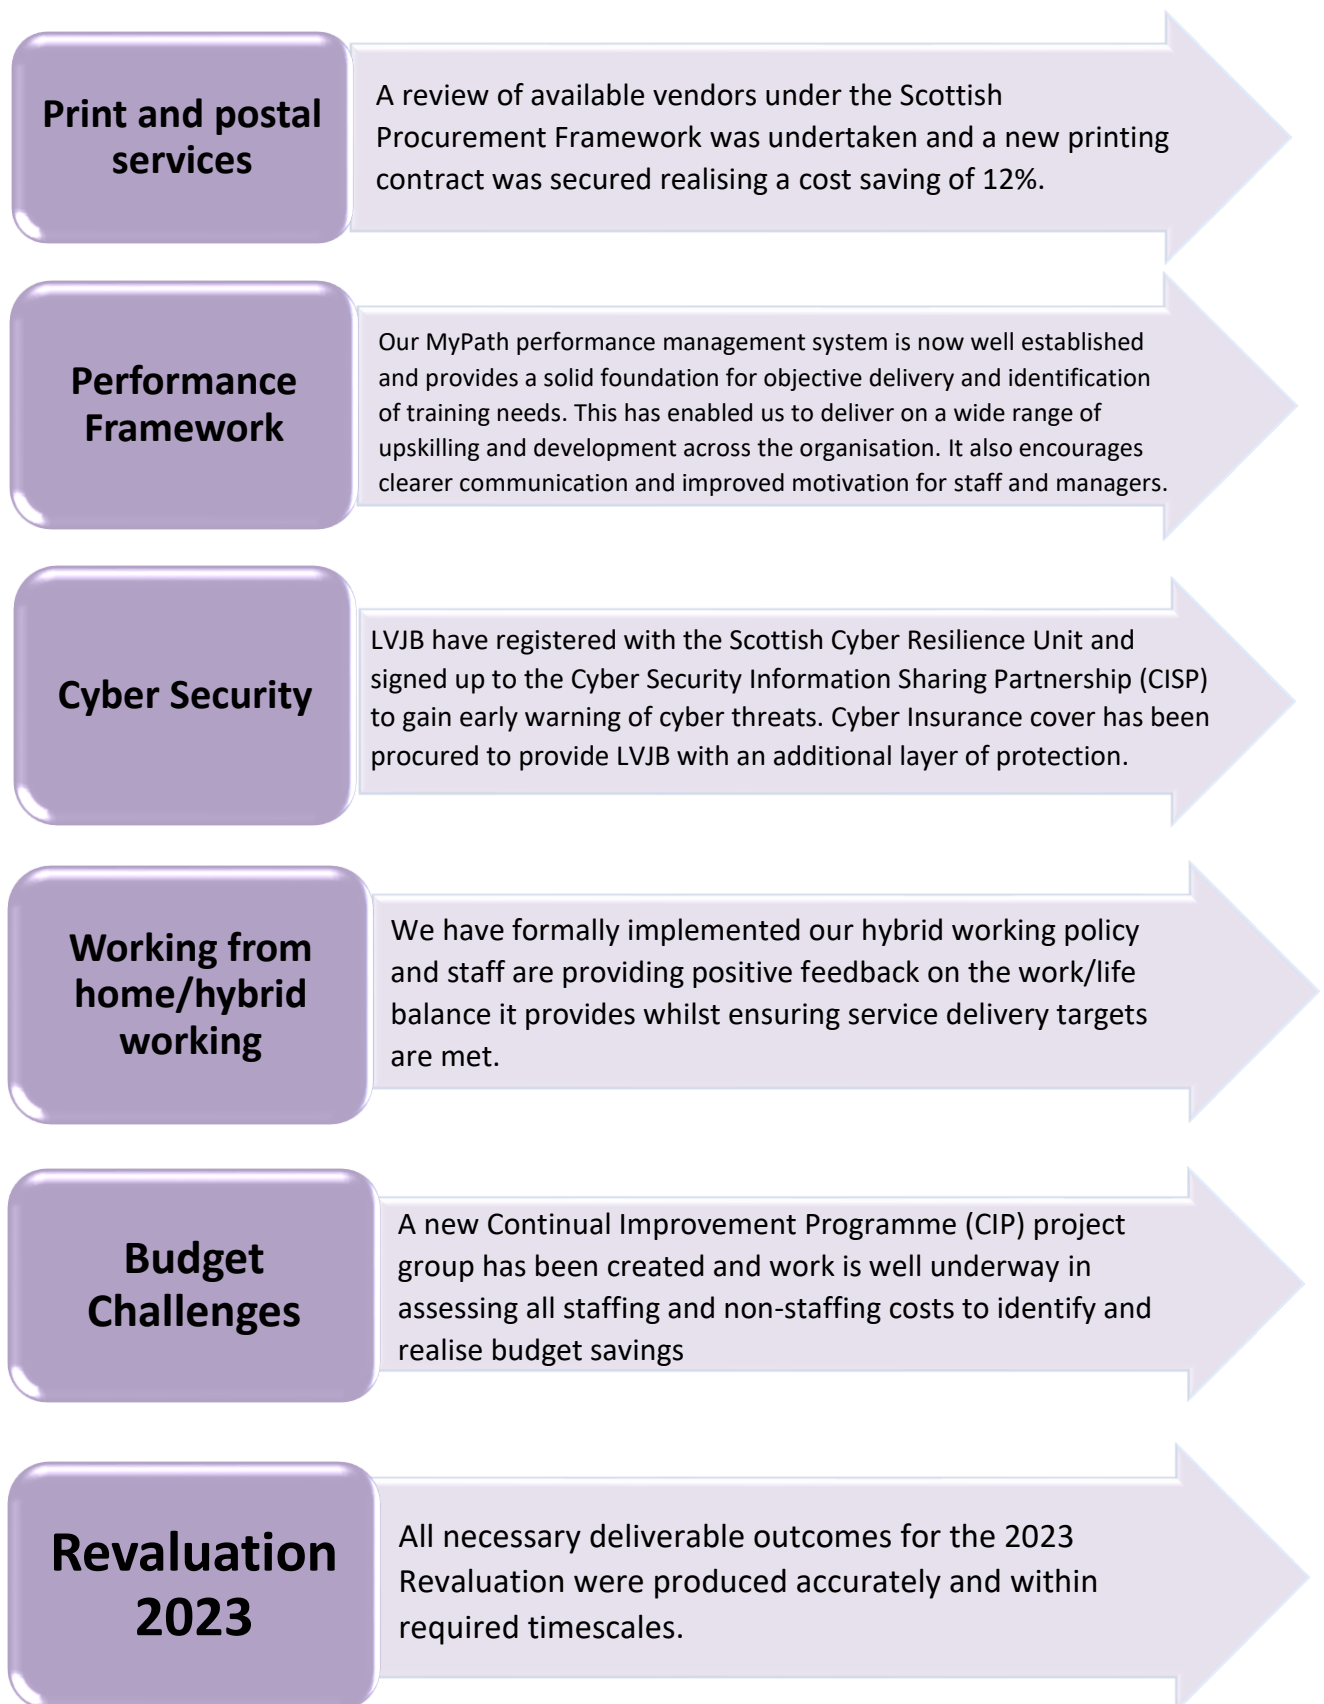 Print and postal
services
A review of available vendors under the Scottish
Procurement Framework was undertaken and a new printing
contract was secured realising a cost saving of 12%.
Performance
Framework
Our MyPath performance management system is now well established
and provides a solid foundation for objective delivery and identification
of training needs. This has enabled us to deliver on a wide range of
upskilling and development across the organisation. It also encourages
clearer communication and improved motivation for staff and managers.
Cyber Security
LVJB have registered with the Scottish Cyber Resilience Unit and
signed up to the Cyber Security Information Sharing Partnership (CISP)
to gain early warning of cyber threats. Cyber Insurance cover has been
procured to provide LVJB with an additional layer of protection.
Working from
home/hybrid
working
We have formally implemented our hybrid working policy
and staff are providing positive feedback on the work/life
balance it provides whilst ensuring service delivery targets
are met.
Budget
Challenges
A new Continual Improvement Programme (CIP) project
group has been created and work is well underway in
assessing all staffing and non-staffing costs to identify and
realise budget savings
Revaluation
2023
All necessary deliverable outcomes for the 2023
Revaluation were produced accurately and within
required timescales.